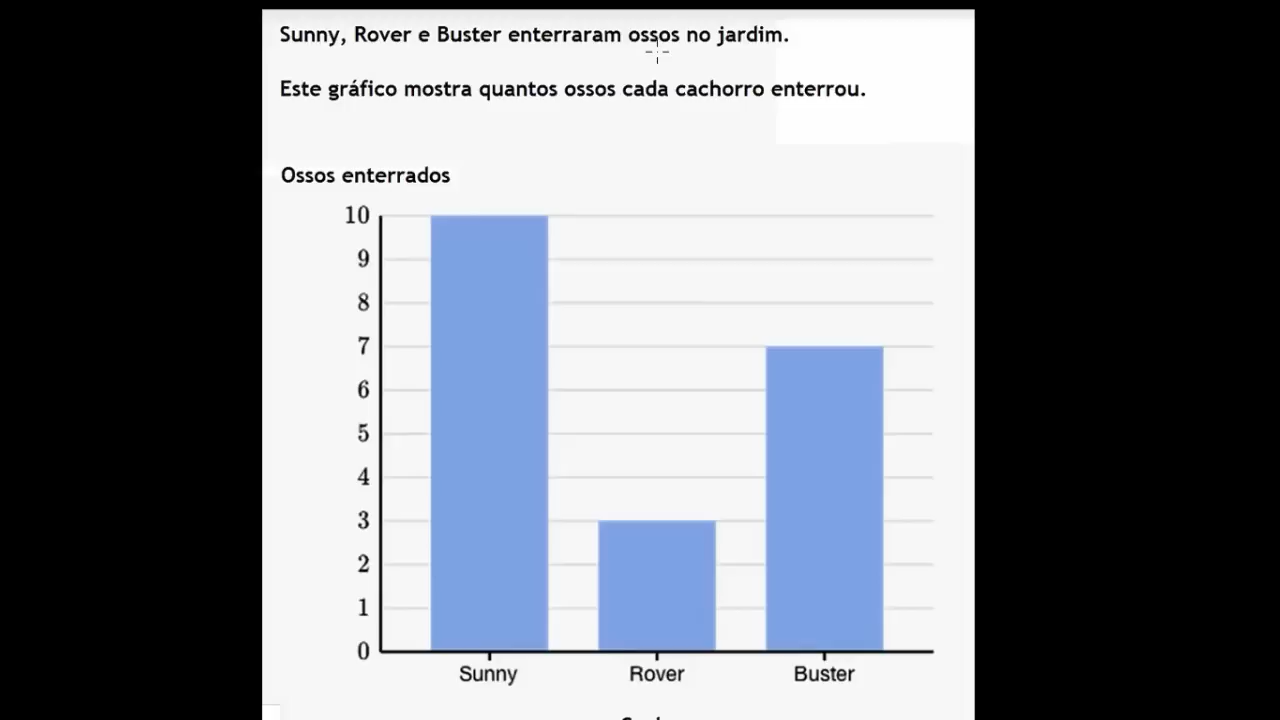 Sunny, Rover e Buster enterraram ossos no jardim.
Este gráfico mostra quantos ossos cada cachorro enterrou.
Ossos enterrados
10
9
8
7
6
5
4
3
2
1
0
Sunny Rover Buster